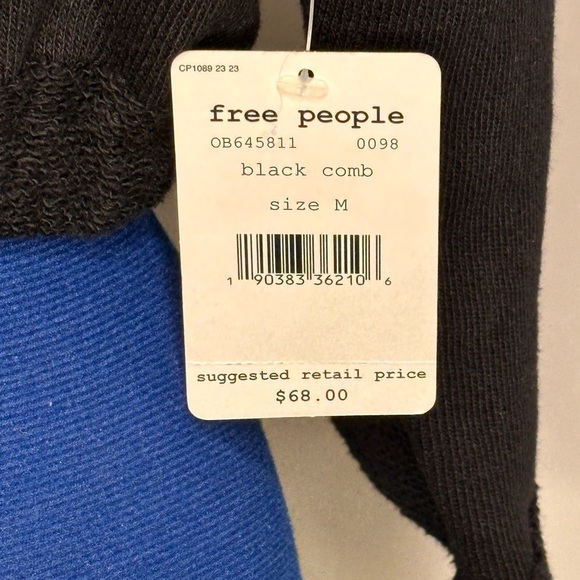 CP1089 23 23
free people
OB645811 0098
black comb
size M
1 90383 36210 6
suggested retail price
$68.00